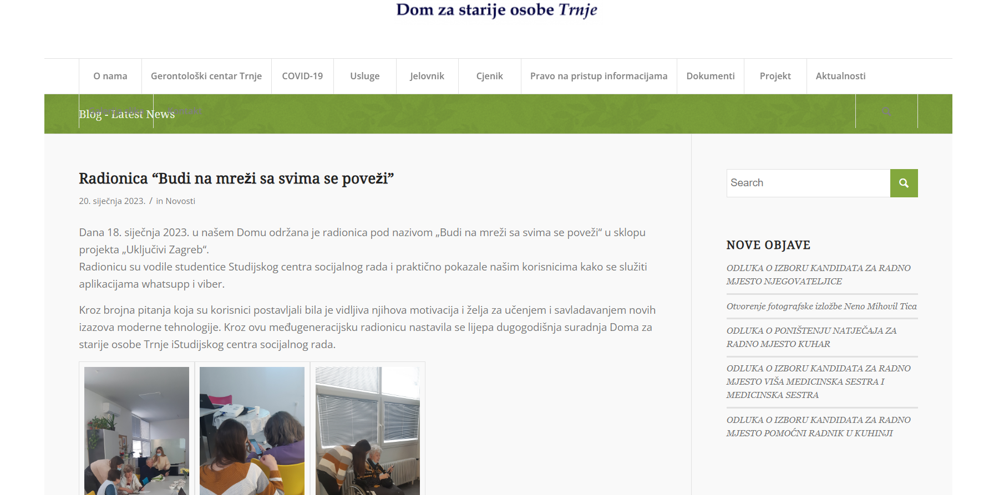 Dom za starije osobe Trnje
O nama
Gerontološki centar Trnje
COVID-19
Usluge
Jelovnik
Cjenik
Pravo na pristup informacijama
Dokumenti
Projekt
Aktualnosti
Kontakt
Blog - Latest News
Radionica “Budi na mreži sa svima se poveži”
20. siječnja 2023. / in Novosti
Dana 18. siječnja 2023. u našem Domu održana je radionica pod nazivom „Budi na mreži sa svima se poveži“ u sklopu
projekta „Uključivi Zagreb“.
Radionicu su vodile studentice Studijskog centra socijalnog rada i praktično pokazale našim korisnicima kako se služiti
aplikacijama whatsupp i viber.
Kroz brojna pitanja koja su korisnici postavljali bila je vidljiva njihova motivacija i želja za učenjem i savladavanjem novih
izazova moderne tehnologije. Kroz ovu međugeneracijsku radionicu nastavila se lijepa dugogodišnja suradnja Doma za
starije osobe Trnje iStudijskog centra socijalnog rada.
Search
NOVE OBJAVE
ODLUKA O IZBORU KANDIDATA ZA RADNO
MJESTO NJEGOVATELJICE
Otvorenje fotografske izložbe Neno Mihovil Tica
ODLUKA O PONIŠTENJU NATJEČAJA ZA
RADNO MJESTO KUHAR
ODLUKA O IZBORU KANDIDATA ZA RADNO
MJESTO VIŠA MEDICINSKA SESTRA I
MEDICINSKA SESTRA
ODLUKA O IZBORU KANDIDATA ZA RADNO
MJESTO POMOĆNI RADNIK U KUHINJI